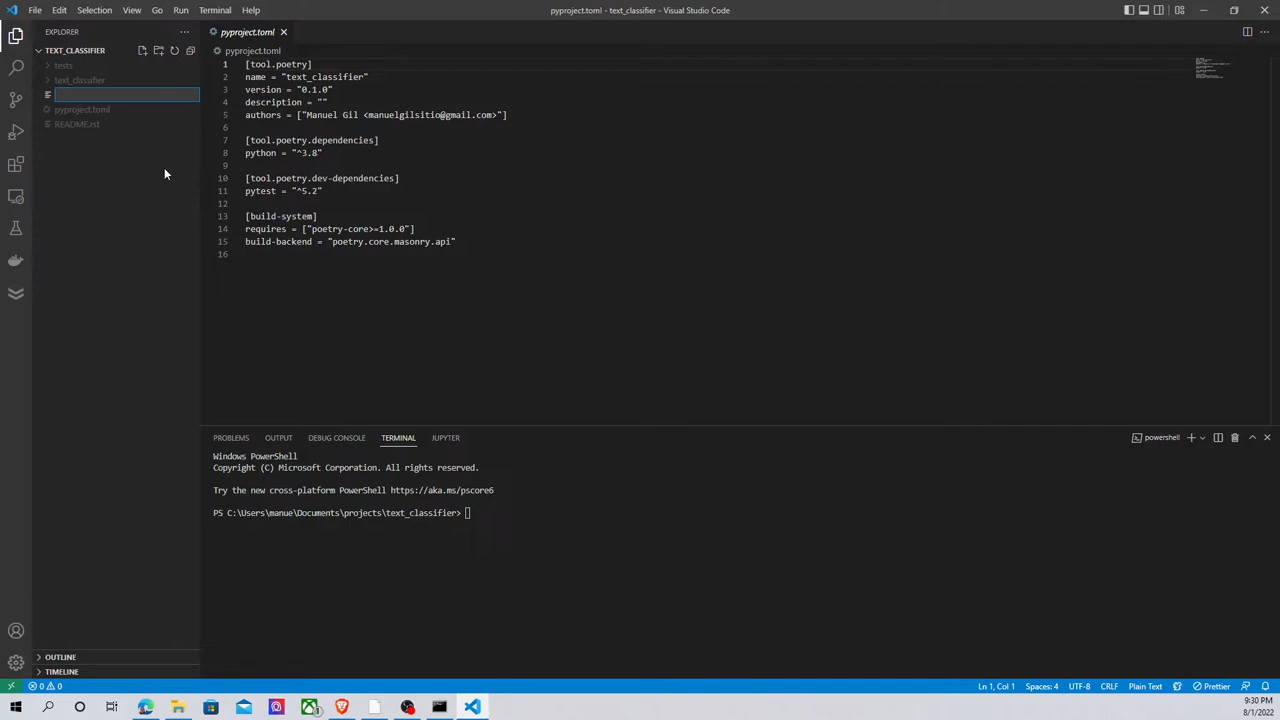 File Edit Selection View Go Run Terminal Help
pyproject.toml - text_classifier - Visual Studio Code
EXPLORER
TEXT_CLASSIFIER
tests
text_clasifier
pyproject.toml
README.rst
OUTLINE
TIMELINE
pyproject.toml
pyproject.toml
1 [tool.poetry]
2 name = "text_classifier"
3 version = "0.1.0"
4 description = ""
5 authors = ["Manuel Gil <manuelgilsitio@gmail.com>"]
6
7 [tool.poetry.dependencies]
8 python = "^3.8"
9
10 [tool.poetry.dev-dependencies]
11 pytest = "^5.2"
12
13 [build-system]
14 requires = ["poetry-core>=1.0.0"]
15 build-backend = "poetry.core.masonry.api"
16
PROBLEMS OUTPUT DEBUG CONSOLE TERMINAL JUPYTER
powershell
Windows PowerShell
Copyright (C) Microsoft Corporation. All rights reserved.
Try the new cross-platform PowerShell https://aka.ms/pscore6
PS C:\Users\manue\Documents\projects\text_classifier>
0 0
Ln 1, Col 1 Spaces: 4 UTF-8 CRLF Plain Text Prettier
9:30 PM
8/1/2022